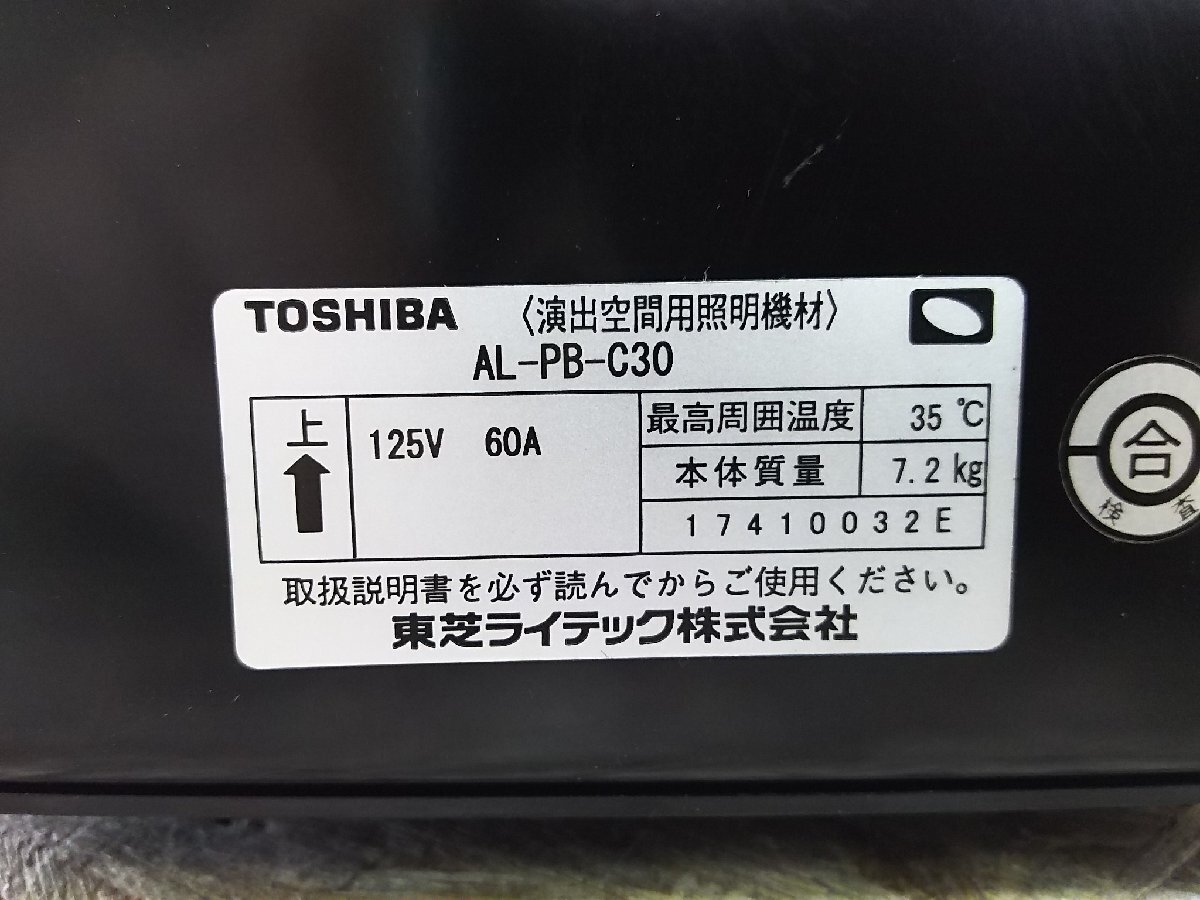 TOSHIBA 〈演出空間用照明機材〉
AL-PB-C30
上
125V 60A
最高周囲温度 35 ℃
本体質量 7.2 kg
17410032E
取扱説明書を必ず読んでからご使用ください。
東芝ライテック株式会社
合
検査